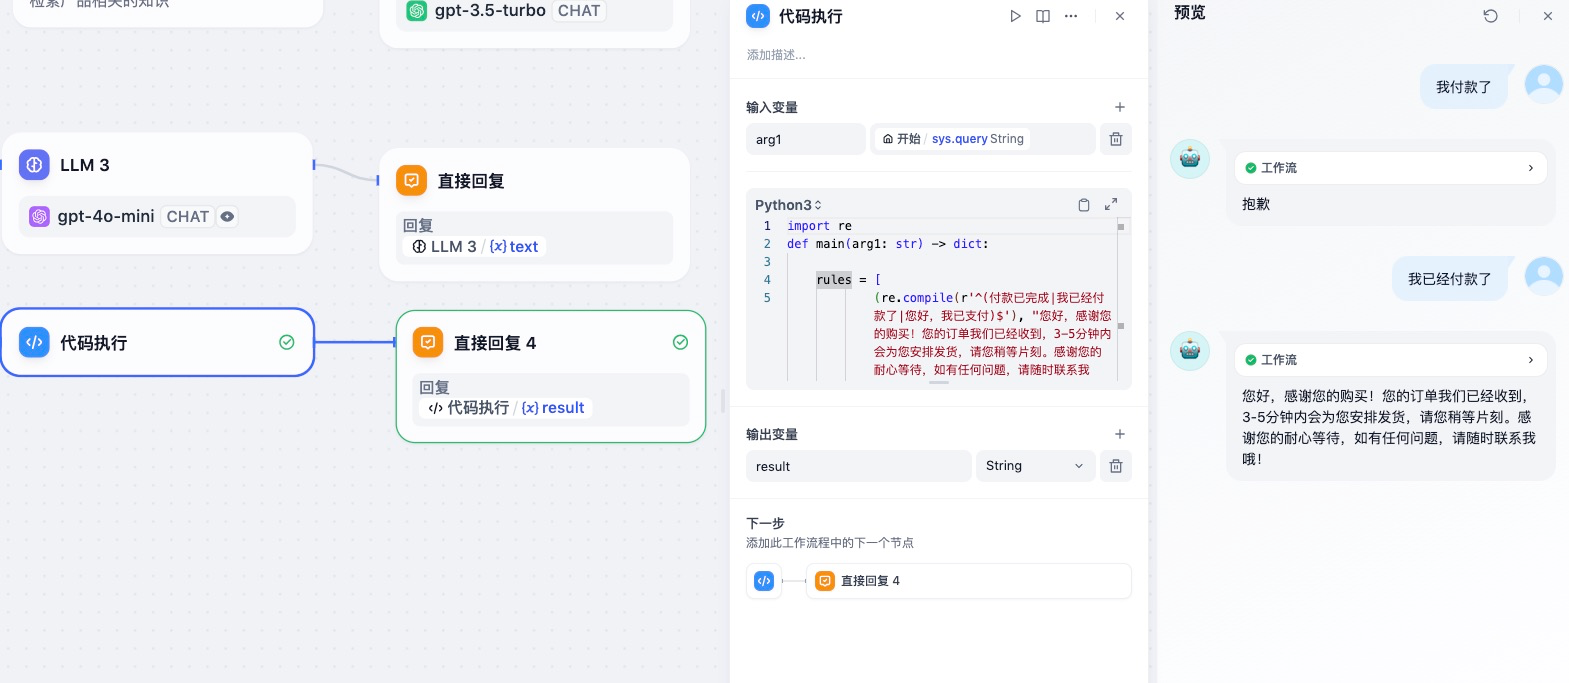 检索产品相关的知识
gpt-3.5-turbo CHAT
LLM 3
gpt-4o-mini CHAT
直接回复
回复
LLM 3 / {x} text
代码执行
直接回复 4
回复
代码执行 / {x} result
代码执行
添加描述...
输入变量
arg1
开始 / sys.query String
Python3
1 import re
2 def main(arg1: str) -> dict:
3
4 rules = [
5 (re.compile(r'^(付款已完成|我已经付
款了|您好，我已支付)$'), "您好，感谢您
的购买！您的订单我们已经收到，3-5分钟内
会为您安排发货，请您稍等片刻。感谢您的
耐心等待，如有任何问题，请随时联系我
输出变量
result String
下一步
添加此工作流程中的下一个节点
直接回复 4
预览
我付款了
工作流
抱歉
我已经付款了
工作流
您好，感谢您的购买！您的订单我们已经收到，
3-5分钟内会为您安排发货，请您稍等片刻。感
谢您的耐心等待，如有任何问题，请随时联系我
哦！